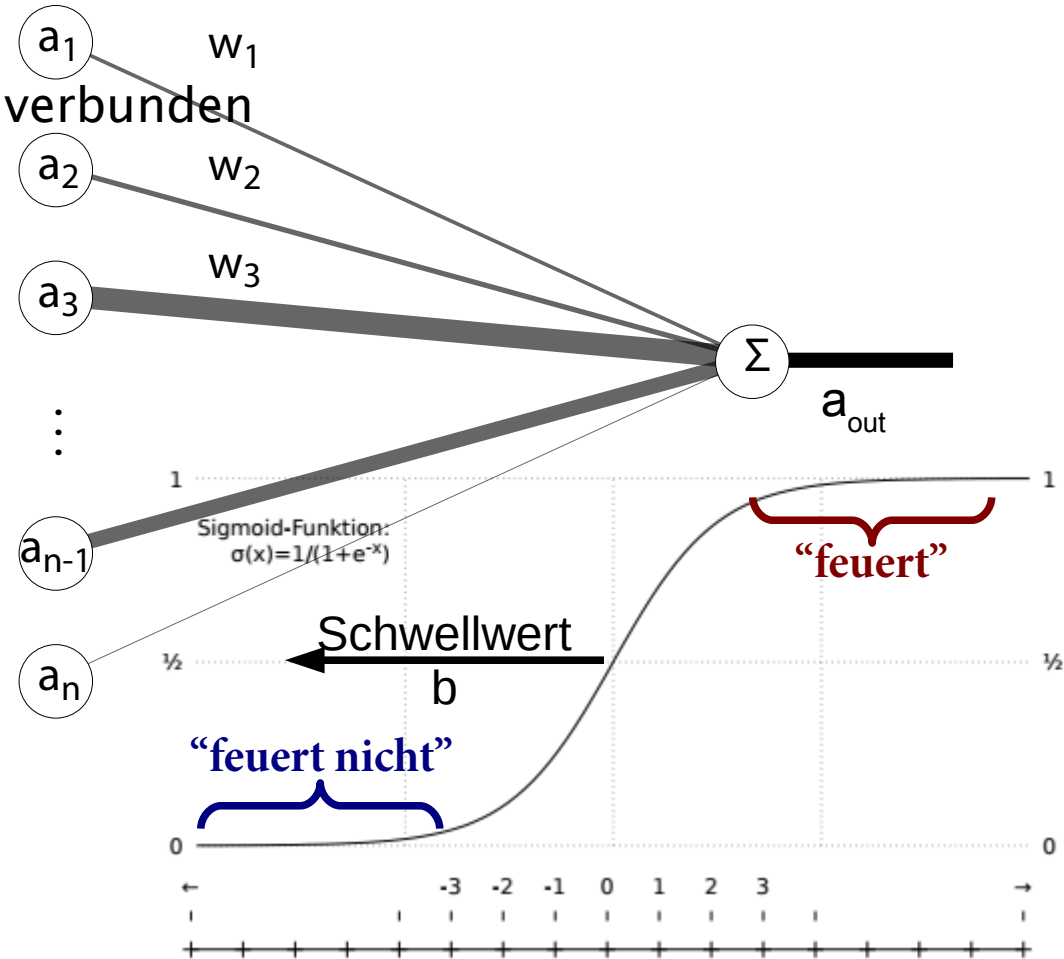 a₁ w₁
verbunden
a₂ w₂
a₃ w₃
Σ
aₒᵤₜ
⋮
1 1
Sigmoid-Funktion:
σ(x)=1/(1+e⁻ˣ)
aₙ₋₁
“feuert”
Schwellwert
½ ½
b
aₙ
“feuert nicht”
0 0
← -3 -2 -1 0 1 2 3 →